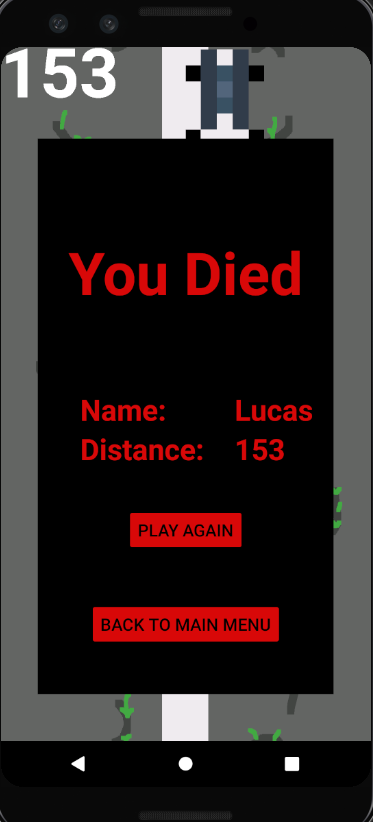 153
You Died
Name: Lucas
Distance: 153
PLAY AGAIN
BACK TO MAIN MENU